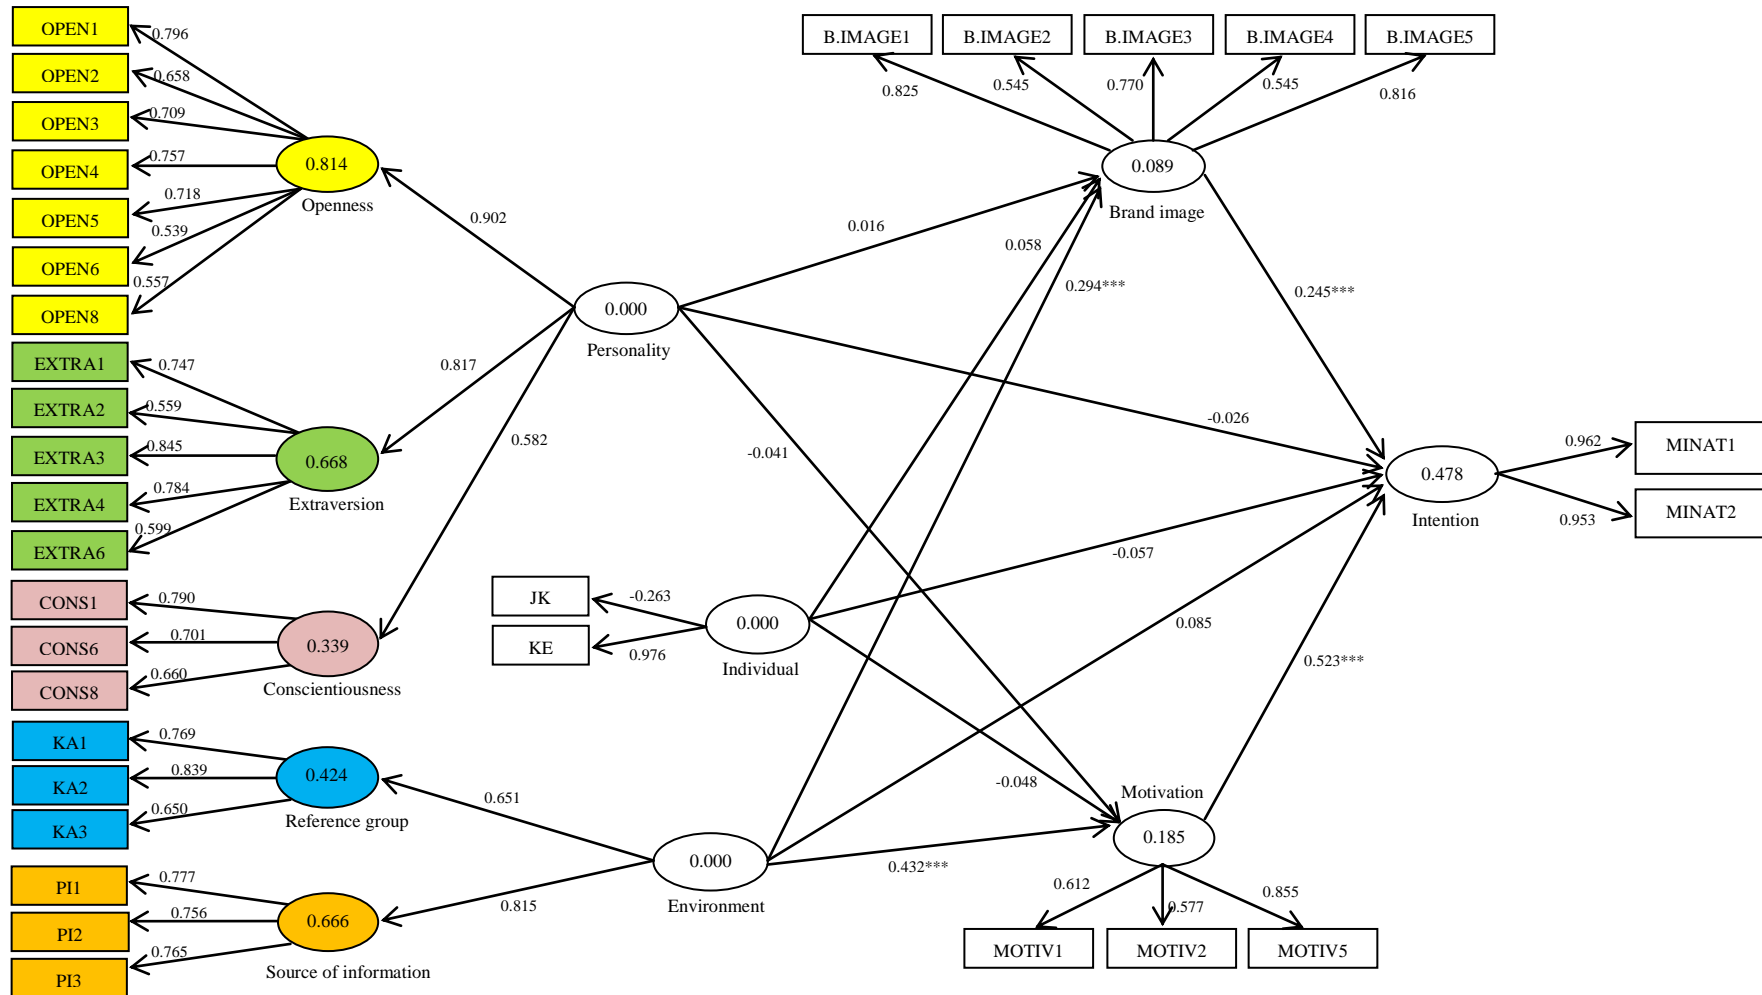 OPEN1
0.796
OPEN2
0.658
OPEN3
0.709
OPEN4
0.757
OPEN5
0.718
OPEN6
0.539
OPEN8
0.557
0.814
Openness
EXTRA1
0.747
EXTRA2
0.559
EXTRA3
0.845
EXTRA4
0.784
EXTRA6
0.599
0.668
Extraversion
CONS1
0.790
CONS6
0.701
CONS8
0.660
0.339
Conscientiousness
KA1
0.769
KA2
0.839
KA3
0.650
0.424
Reference group
PI1
0.777
PI2
0.756
PI3
0.765
0.666
Source of information
0.902
0.817
0.582
0.000
Personality
JK
-0.263
KE
0.976
0.000
Individual
0.651
0.815
0.000
Environment
B.IMAGE1
B.IMAGE2
B.IMAGE3
B.IMAGE4
B.IMAGE5
0.825
0.545
0.770
0.545
0.816
0.089
Brand image
0.016
0.058
0.294***
0.245***
-0.026
-0.041
-0.057
0.085
0.523***
-0.048
0.432***
0.478
Intention
0.962
MINAT1
0.953
MINAT2
Motivation
0.185
0.612
0.577
0.855
MOTIV1
MOTIV2
MOTIV5